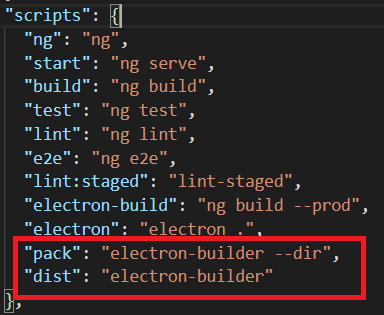 "scripts": {
"ng": "ng",
"start": "ng serve",
"build": "ng build",
"test": "ng test",
"lint": "ng lint",
"e2e": "ng e2e",
"lint:staged": "lint-staged",
"electron-build": "ng build --prod",
"electron": "electron .",
"pack": "electron-builder --dir",
"dist": "electron-builder"
},